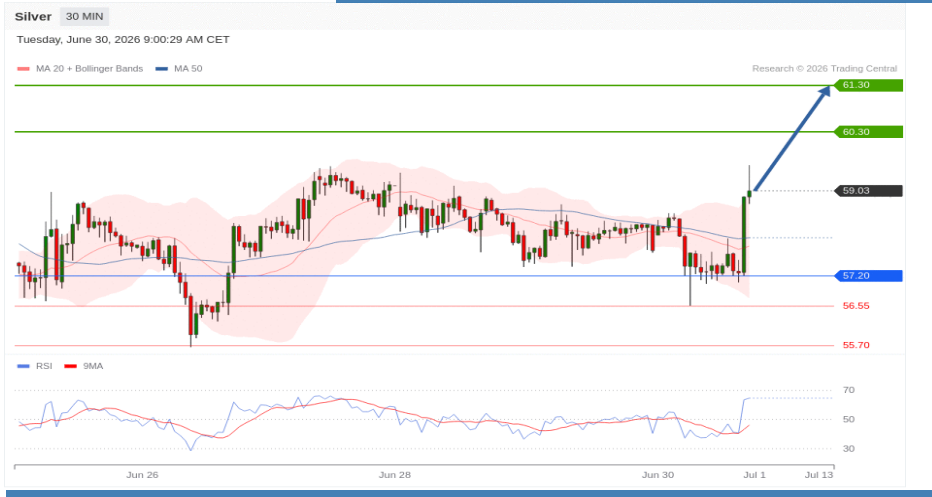 Silver 30 MIN
Tuesday, June 30, 2026 9:00:29 AM CET
MA 20 + Bollinger Bands MA 50
Research © 2026 Trading Central
61.30
60.30
59.03
57.20
56.55
55.70
RSI 9MA
70
50
30
Jun 26 Jun 28 Jun 30 Jul 1 Jul 13